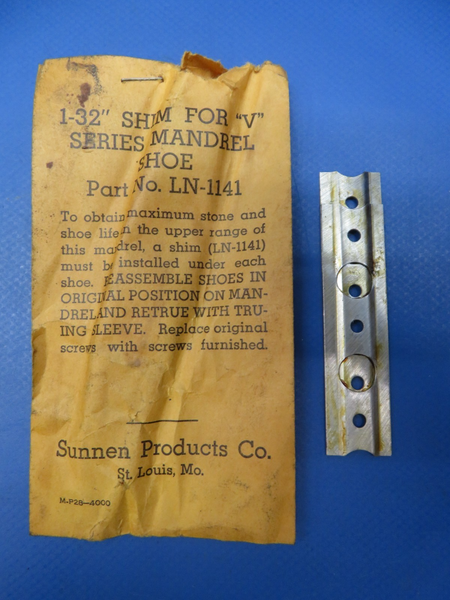 1-32" SHIM FOR "V"
SERIES MANDREL
SHOE
Part No. LN-1141
To obtain maximum stone and
shoe life in the upper range of
this mandrel, a shim (LN-1141)
must be installed under each
shoe. REASSEMBLE SHOES IN
ORIGINAL POSITION ON MAN-
DREL AND RETRUE WITH TRU-
ING SLEEVE. Replace original
screws with screws furnished.
Sunnen Products Co.
St. Louis, Mo.
M-P28—4000